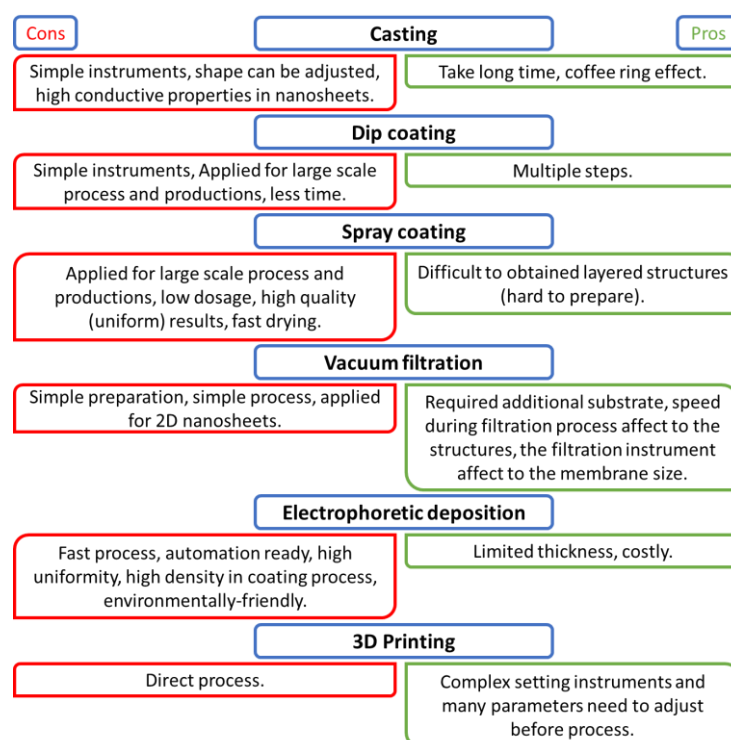 Cons
Casting
Pros
Simple instruments, shape can be adjusted,
high conductive properties in nanosheets.
Take long time, coffee ring effect.
Dip coating
Simple instruments, Applied for large scale
process and productions, less time.
Multiple steps.
Spray coating
Applied for large scale process and
productions, low dosage, high quality
(uniform) results, fast drying.
Difficult to obtained layered structures
(hard to prepare).
Vacuum filtration
Simple preparation, simple process, applied
for 2D nanosheets.
Required additional substrate, speed
during filtration process affect to the
structures, the filtration instrument
affect to the membrane size.
Electrophoretic deposition
Fast process, automation ready, high
uniformity, high density in coating process,
environmentally-friendly.
Limited thickness, costly.
3D Printing
Direct process.
Complex setting instruments and
many parameters need to adjust
before process.